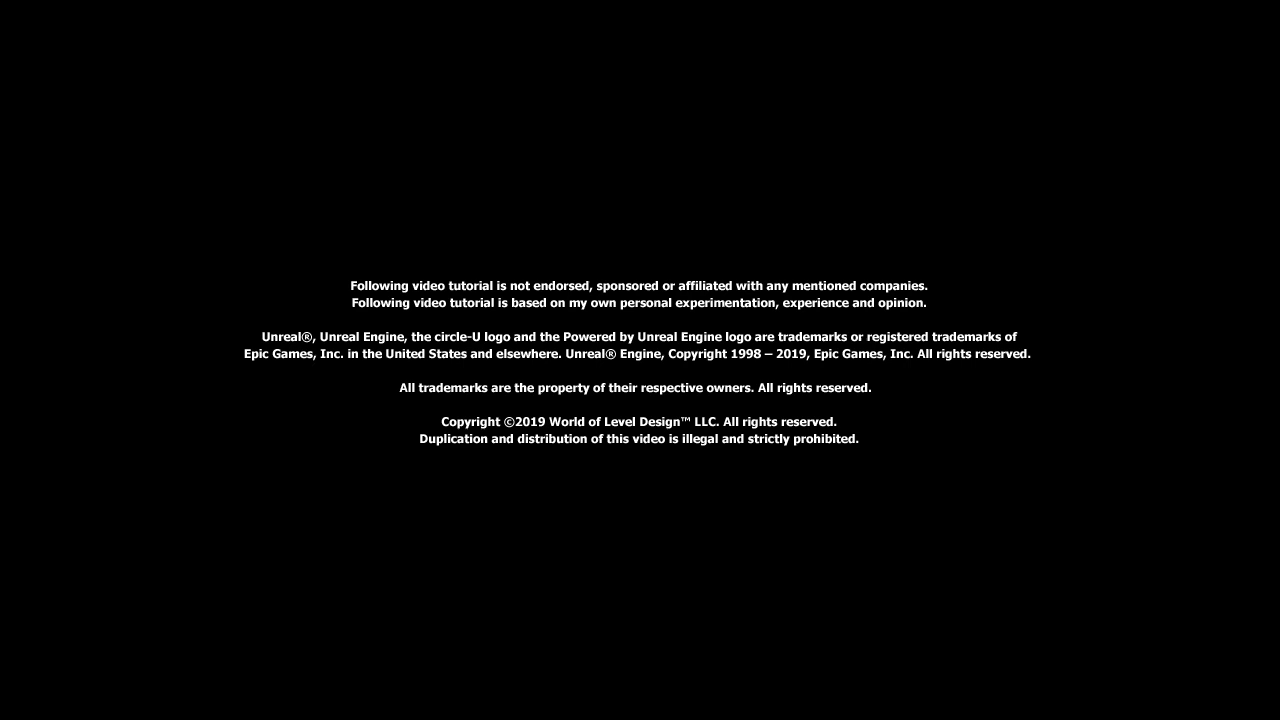 Following video tutorial is not endorsed, sponsored or affiliated with any mentioned companies.
Following video tutorial is based on my own personal experimentation, experience and opinion.
Unreal®, Unreal Engine, the circle-U logo and the Powered by Unreal Engine logo are trademarks or registered trademarks of
Epic Games, Inc. in the United States and elsewhere. Unreal® Engine, Copyright 1998 – 2019, Epic Games, Inc. All rights reserved.
All trademarks are the property of their respective owners. All rights reserved.
Copyright ©2019 World of Level Design™ LLC. All rights reserved.
Duplication and distribution of this video is illegal and strictly prohibited.